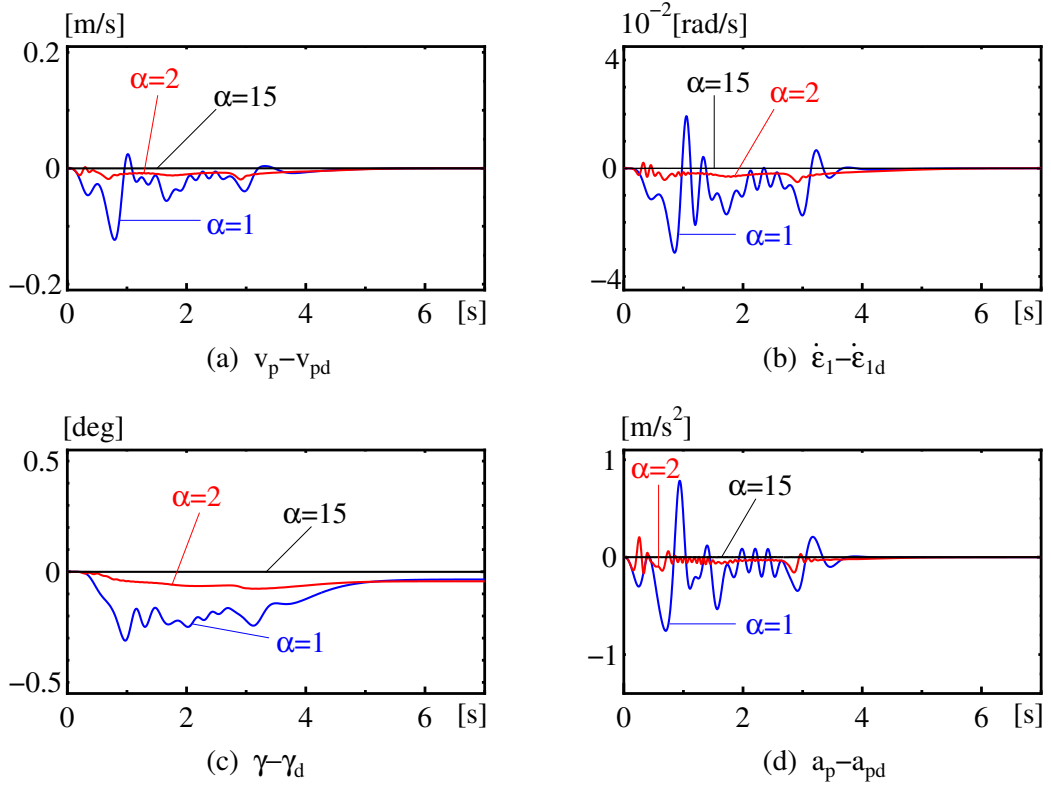 [m/s]
0.2
α=2
α=15
0
α=1
−0.2
0 2 4 6 [s]
(a) v_p−v_pd
10^−2[rad/s]
4
α=15
α=2
0
α=1
−4
0 2 4 6 [s]
(b) ε̇_1−ε̇_1d
[deg]
0.5
α=2
α=15
0
α=1
−0.5
0 2 4 6 [s]
(c) γ−γ_d
[m/s^2]
1
α=2
α=15
0
α=1
−1
0 2 4 6 [s]
(d) a_p−a_pd